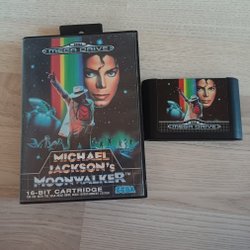 MEGA DRIVE
MICHAEL
JACKSON'S
MOONWALKER
16-BIT CARTRIDGE
SEGA
MEGA DRIVE